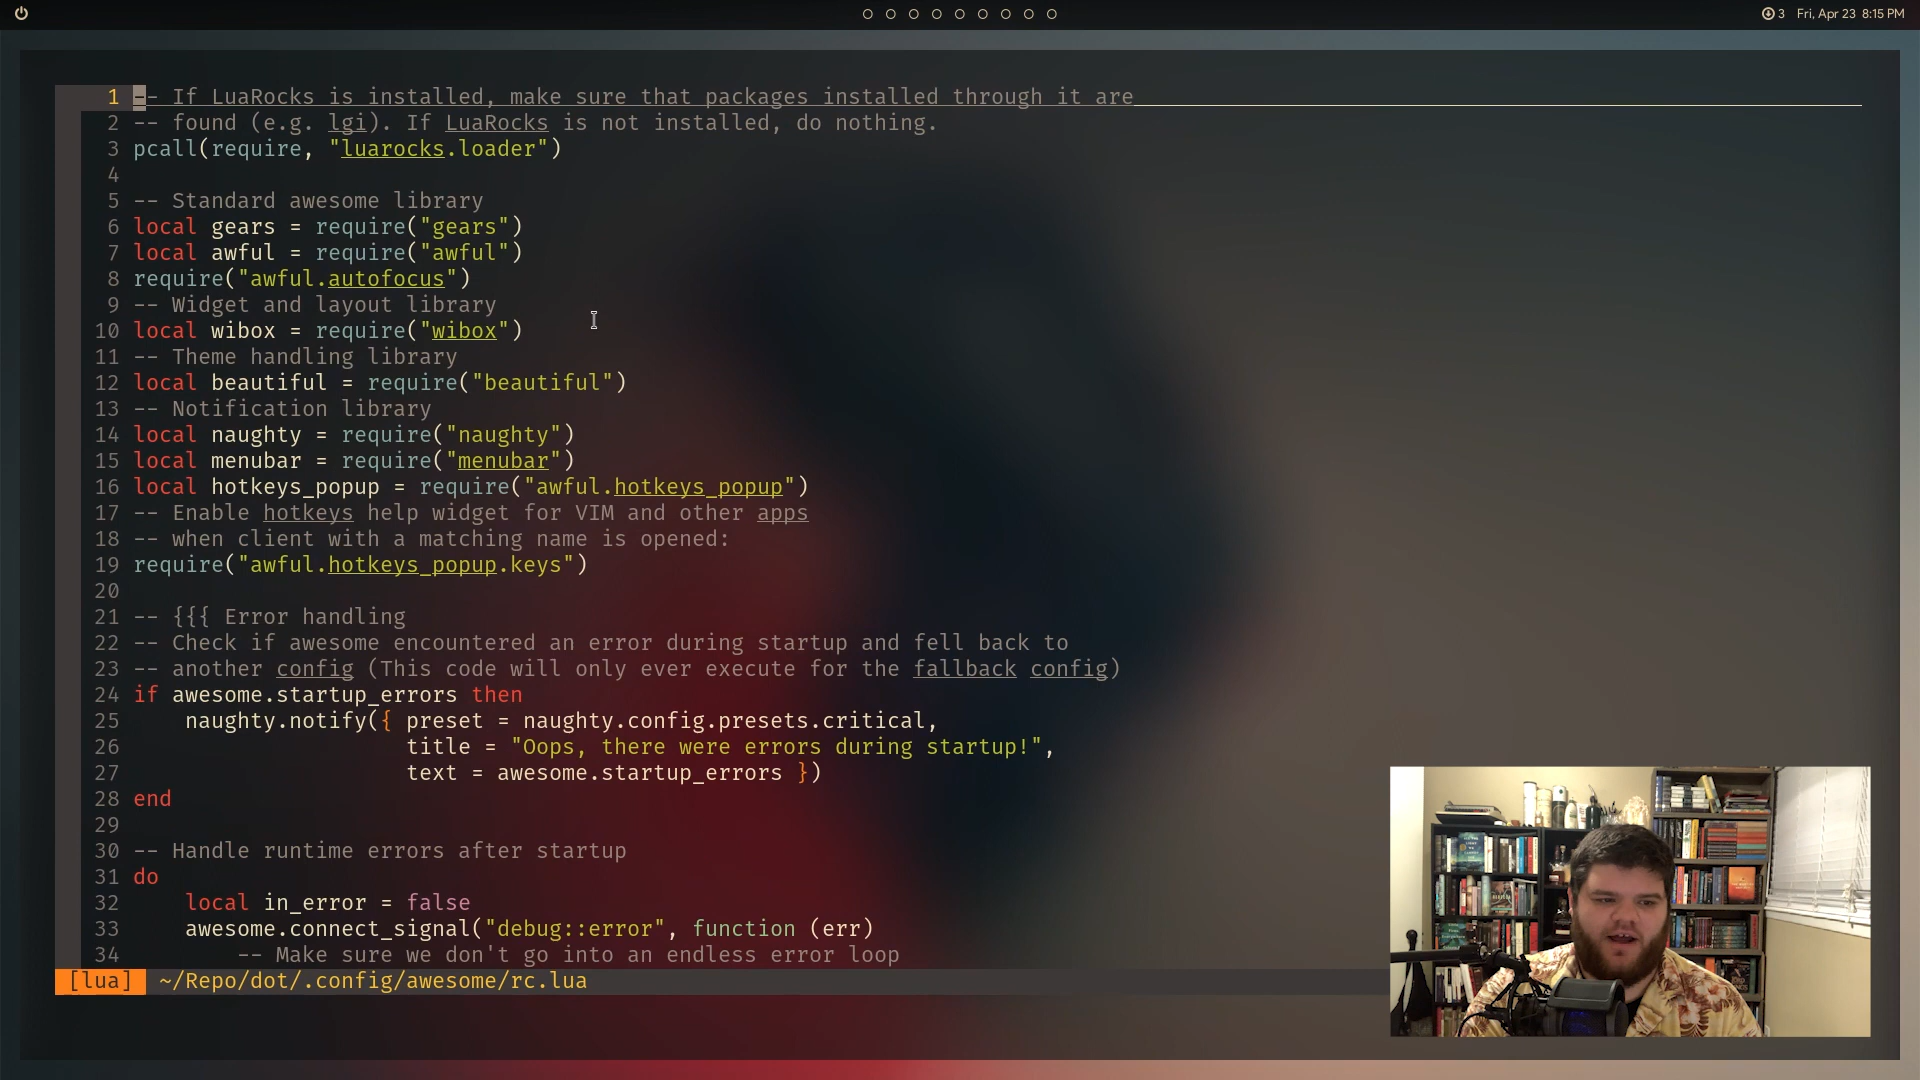 3 Fri, Apr 23 8:15 PM
1 -- If LuaRocks is installed, make sure that packages installed through it are
2 -- found (e.g. lgi). If LuaRocks is not installed, do nothing.
3 pcall(require, "luarocks.loader")
4
5 -- Standard awesome library
6 local gears = require("gears")
7 local awful = require("awful")
8 require("awful.autofocus")
9 -- Widget and layout library
10 local wibox = require("wibox")
11 -- Theme handling library
12 local beautiful = require("beautiful")
13 -- Notification library
14 local naughty = require("naughty")
15 local menubar = require("menubar")
16 local hotkeys_popup = require("awful.hotkeys_popup")
17 -- Enable hotkeys help widget for VIM and other apps
18 -- when client with a matching name is opened:
19 require("awful.hotkeys_popup.keys")
20
21 -- {{{ Error handling
22 -- Check if awesome encountered an error during startup and fell back to
23 -- another config (This code will only ever execute for the fallback config)
24 if awesome.startup_errors then
25     naughty.notify({ preset = naughty.config.presets.critical,
26                      title = "Oops, there were errors during startup!",
27                      text = awesome.startup_errors })
28 end
29
30 -- Handle runtime errors after startup
31 do
32     local in_error = false
33     awesome.connect_signal("debug::error", function (err)
34         -- Make sure we don't go into an endless error loop
[lua] ~/Repo/dot/.config/awesome/rc.lua